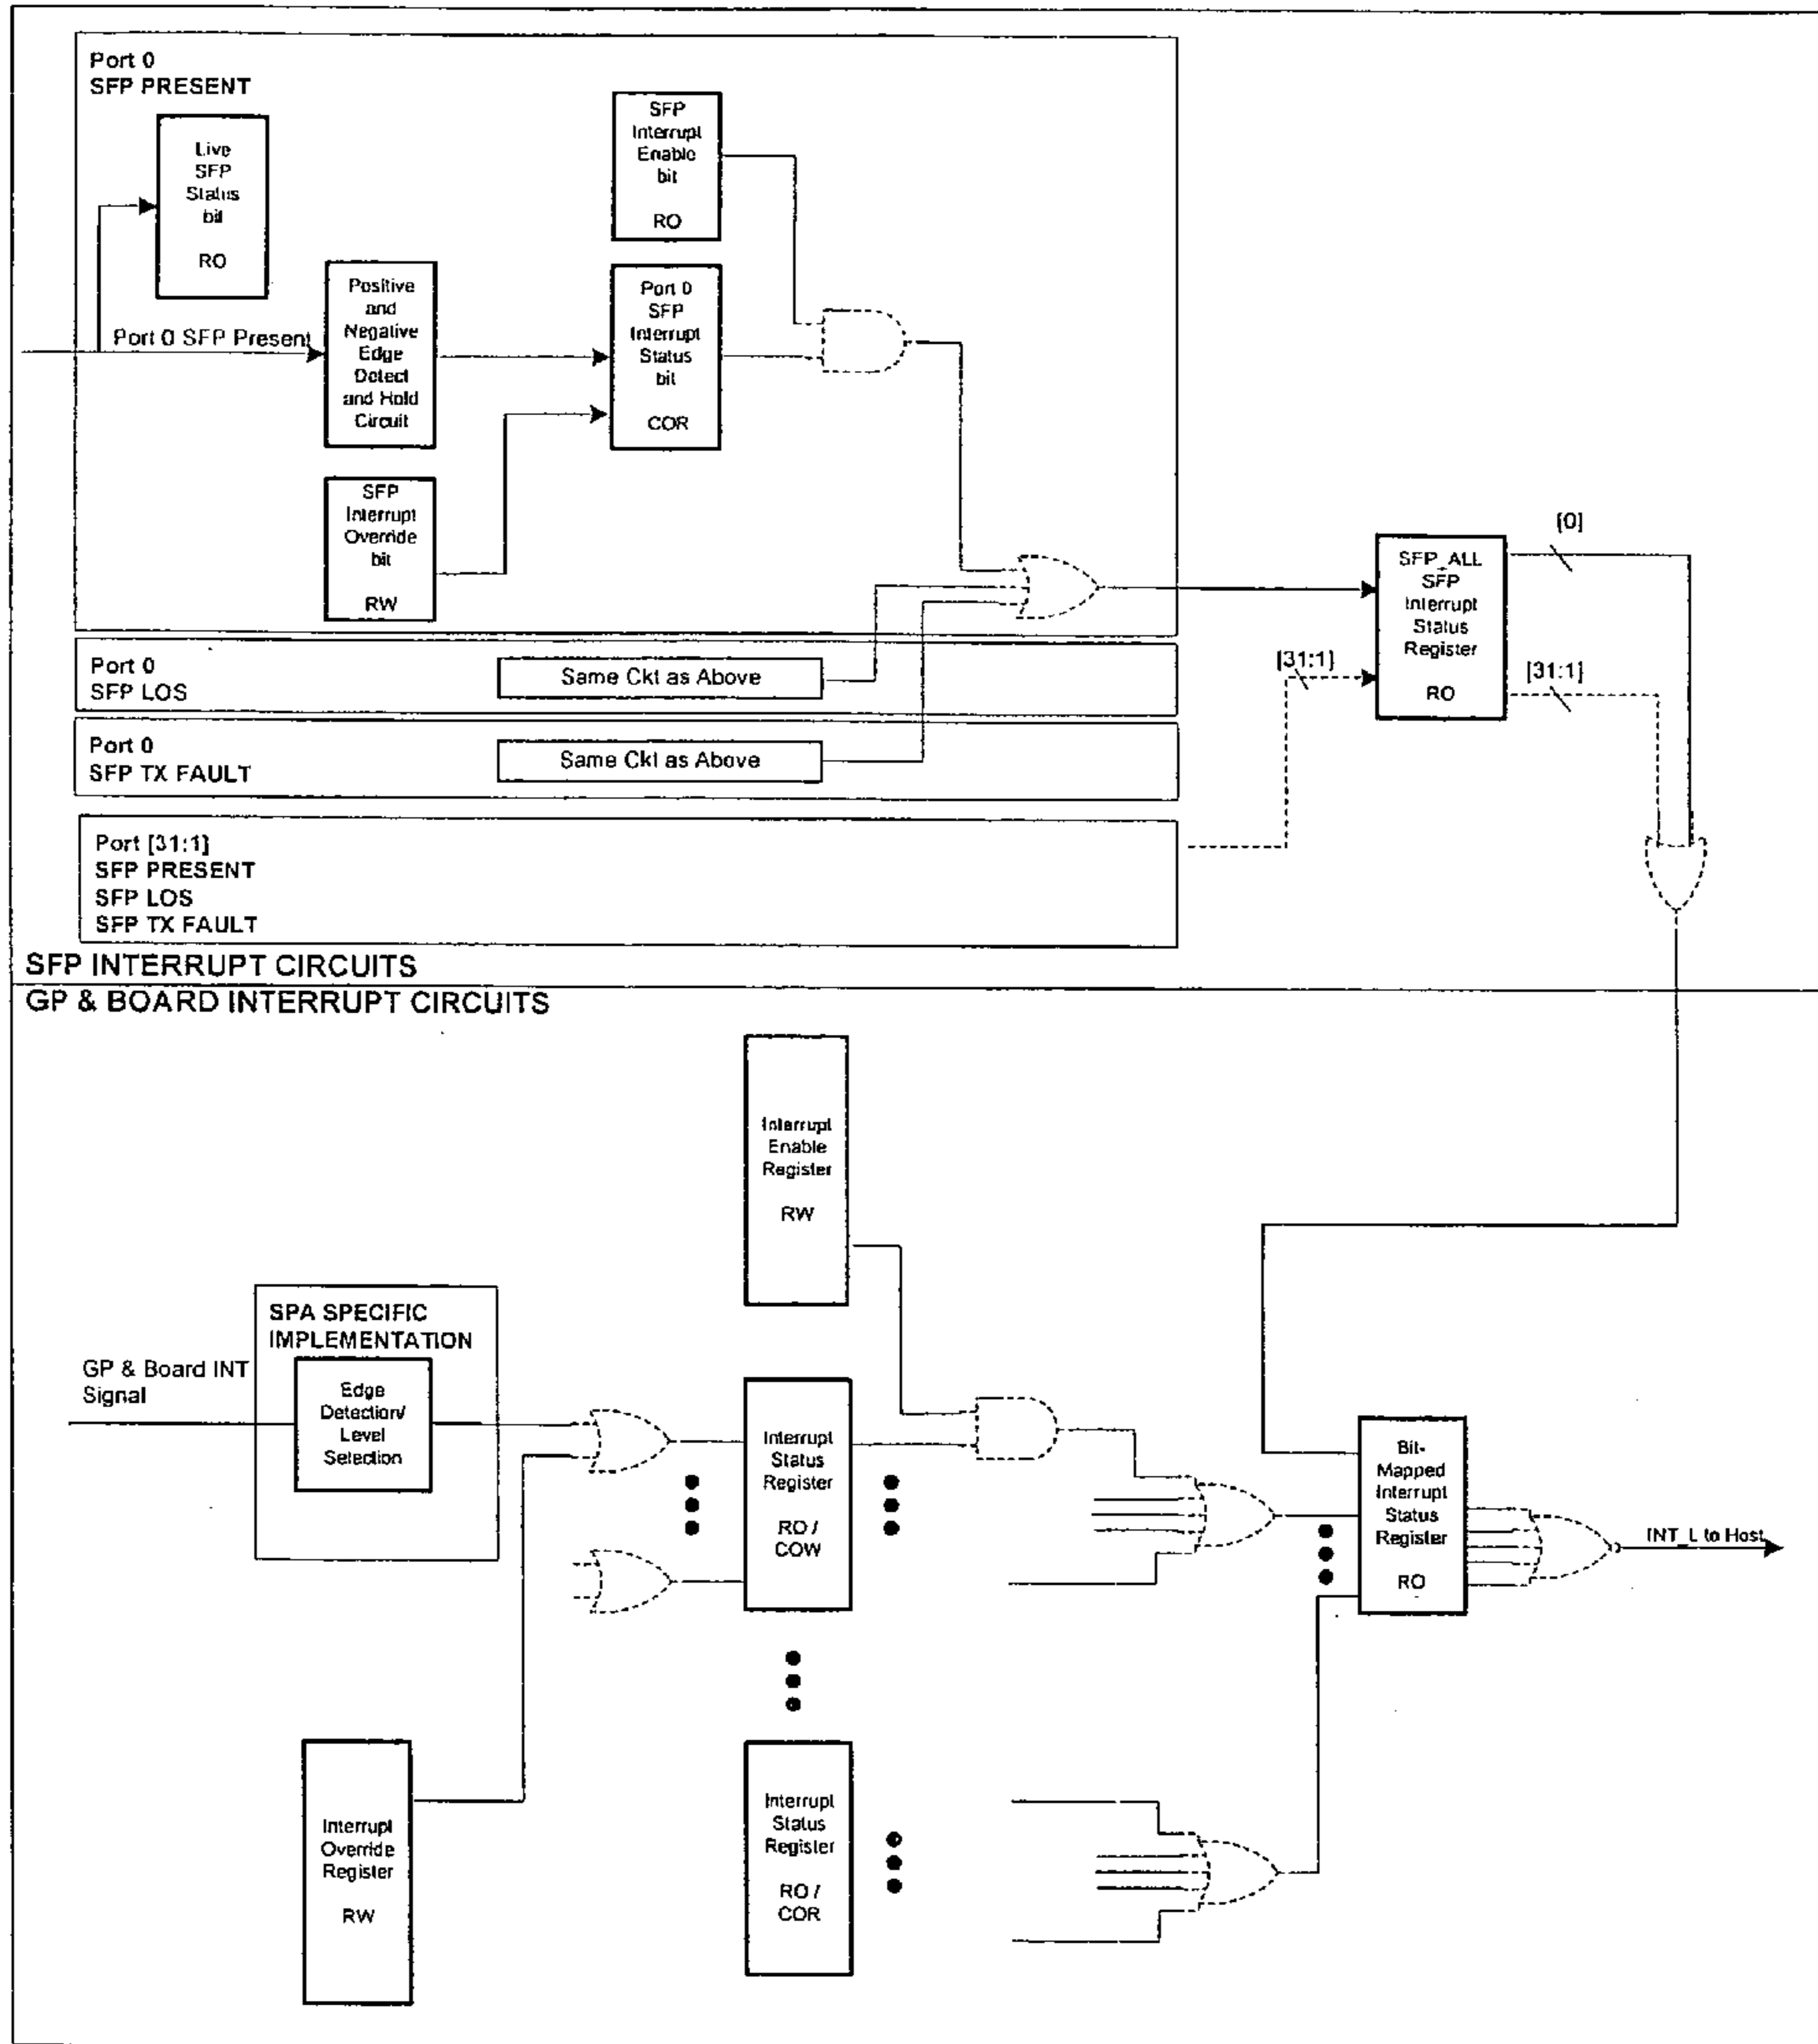 Port 0
SFP PRESENT
Live
SFP
Status
bit
RO
SFP
Interrupt
Enable
bit
RO
Port 0 SFP Present
Positive
and
Negative
Edge
Detect
and Hold
Circuit
Port 0
SFP
Interrupt
Status
bit
COR
SFP
Interrupt
Override
bit
RW
[0]
SFP_ALL
SFP
Interrupt
Status
Register
RO
[31:1]
[31:1]
Port 0
SFP LOS
Same Ckt as Above
Port 0
SFP TX FAULT
Same Ckt as Above
Port [31:1]
SFP PRESENT
SFP LOS
SFP TX FAULT
SFP INTERRUPT CIRCUITS
GP & BOARD INTERRUPT CIRCUITS
Interrupt
Enable
Register
RW
SPA SPECIFIC
IMPLEMENTATION
GP & Board INT
Signal
Edge
Detection/
Level
Selection
Interrupt
Status
Register
RO /
COW
Bit-
Mapped
Interrupt
Status
Register
RO
INT_L to Host
Interrupt
Override
Register
RW
Interrupt
Status
Register
RO /
COR